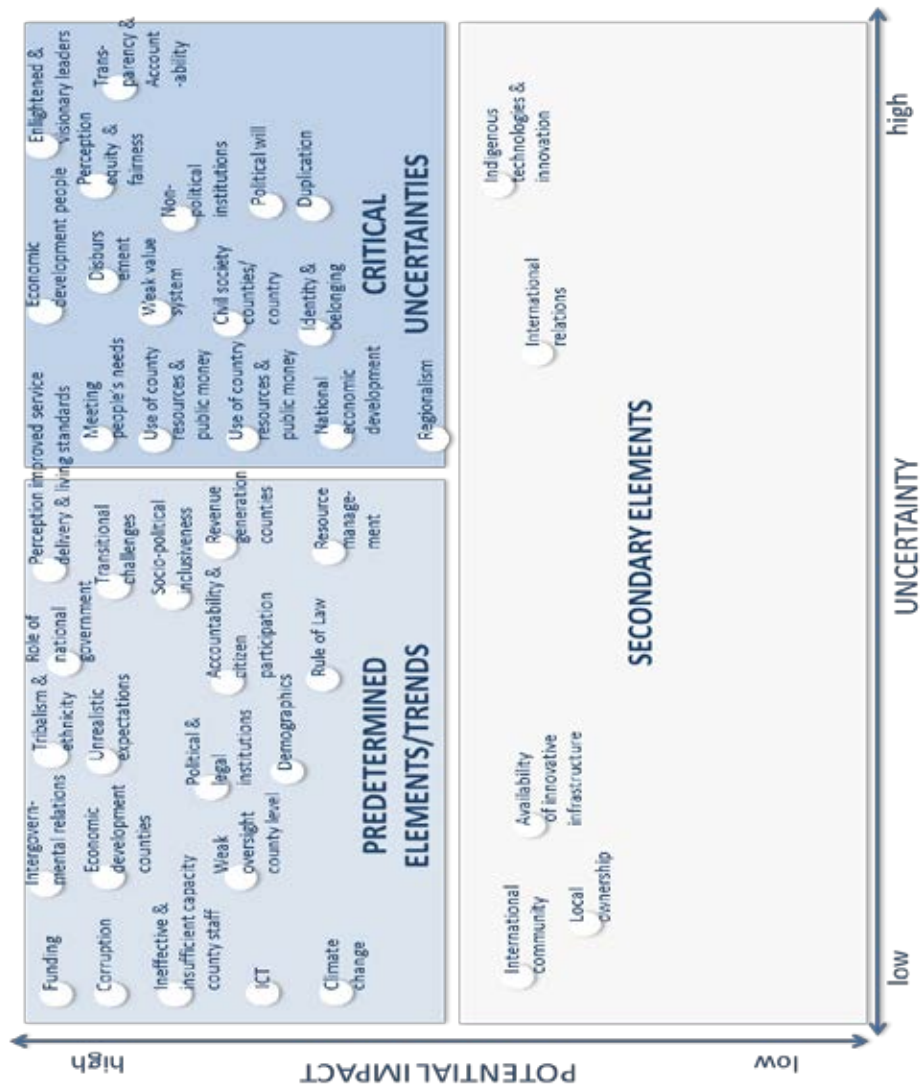 Funding
Corruption
Ineffective &
insufficient capacity
county staff
ICT
Climate
change
Intergovern-
mental relations
Economic
development
counties
Weak
oversight
county level
Tribalism &
ethnicity
Unrealistic
expectations
Political &
legal
institutions
Demographics
Role of
national
government
Accountability &
citizen
participation
Rule of Law
Perception improved service
delivery & living standards
Transitional
challenges
Socio-political
inclusiveness
Revenue
generation
counties
Resource
manage-
ment
PREDETERMINED
ELEMENTS/TRENDS
Meeting
people's needs
Use of county
resources &
public money
Use of country
resources &
public money
National
economic
development
Regionalism
Economic
development people
Disburs
ement
Weak value
system
Civil society
counties/
country
Identity &
belonging
Enlightened &
visionary leaders
Perception
equity &
fairness
Non-
political
institutions
Political will
Duplication
Trans-
parency &
Account
-ability
CRITICAL
UNCERTAINTIES
International
community
Local
ownership
Availability
of innovative
infrastructure
International
relations
Indigenous
technologies &
innovation
SECONDARY ELEMENTS
high
POTENTIAL IMPACT
low
low
UNCERTAINTY
high